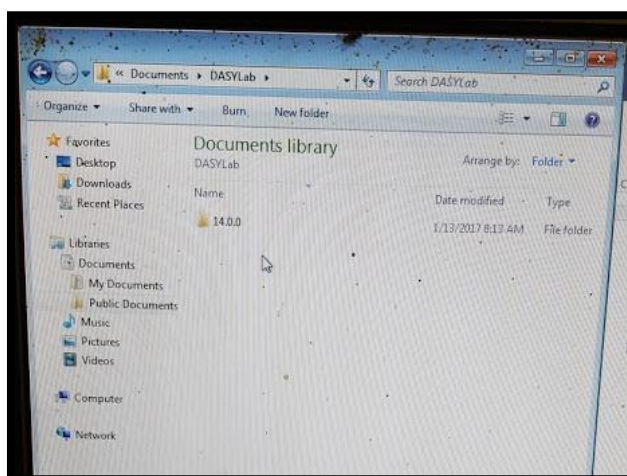 « Documents ▸ DASYLab ▸
Search DASYLab
Organize Share with Burn New folder
Favorites
Desktop
Downloads
Recent Places
Libraries
Documents
My Documents
Public Documents
Music
Pictures
Videos
Computer
Network
Documents library
DASYLab
Arrange by: Folder
Name Date modified Type
14.0.0 1/13/2017 8:13 AM File folder